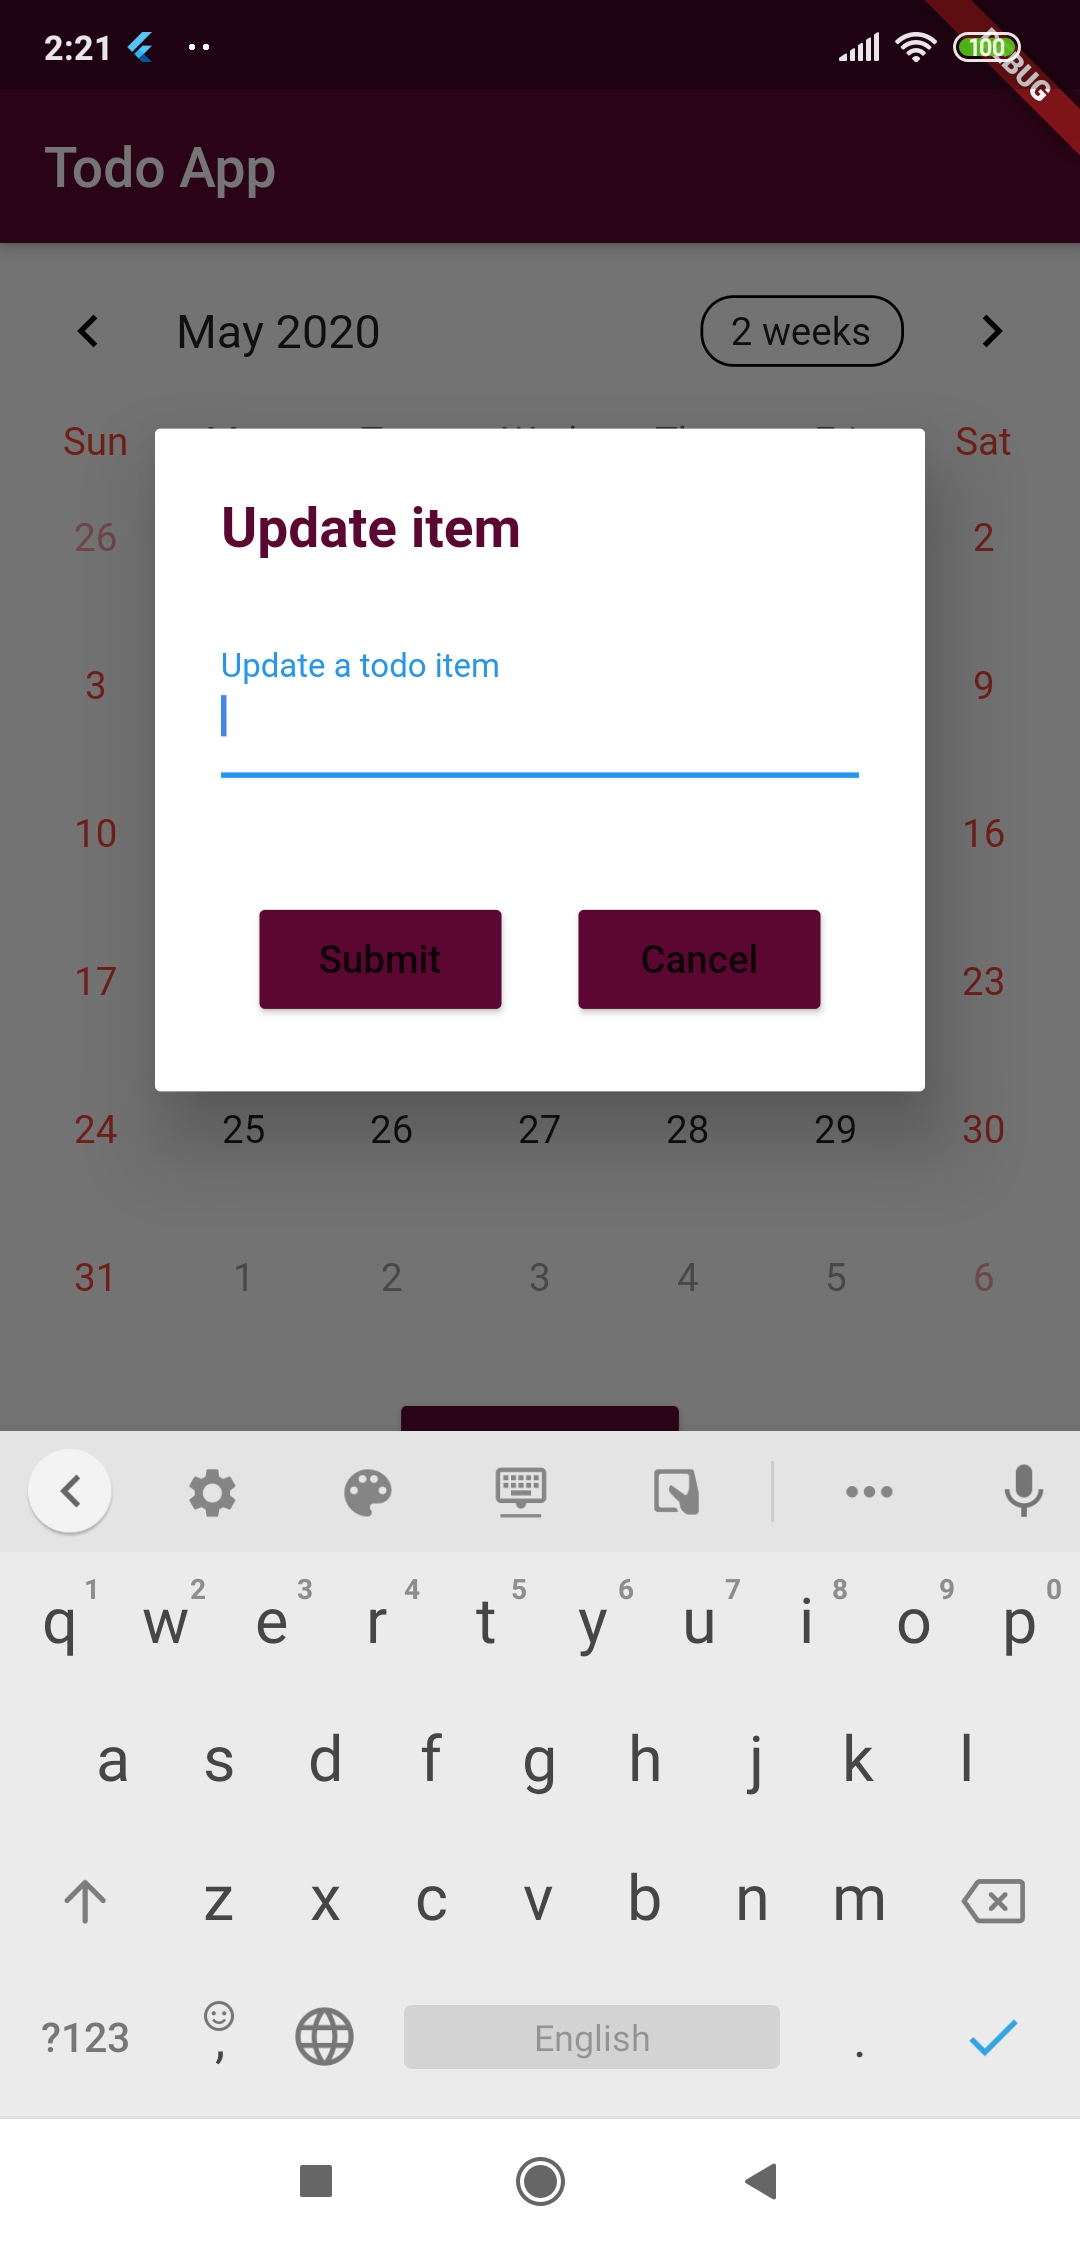 2:21 100
DEBUG
Todo App
May 2020 2 weeks
Sun Sat
26 2
Update item
Update a todo item
3 9
10 16
Submit Cancel
17 23
24 25 26 27 28 29 30
31 1 2 3 4 5 6
1 2 3 4 5 6 7 8 9 0
q w e r t y u i o p
a s d f g h j k l
z x c v b n m
?123 , English .